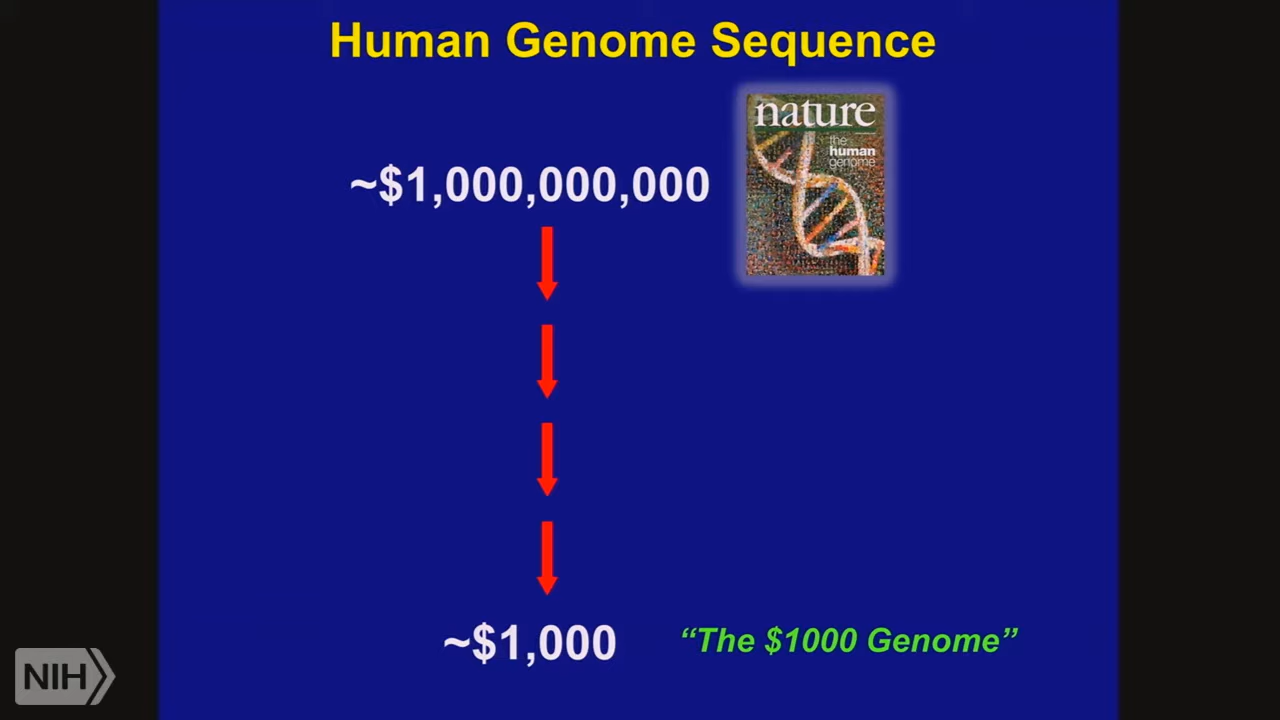 Human Genome Sequence
nature
the
human
genome
~$1,000,000,000
~$1,000
“The $1000 Genome”
NIH